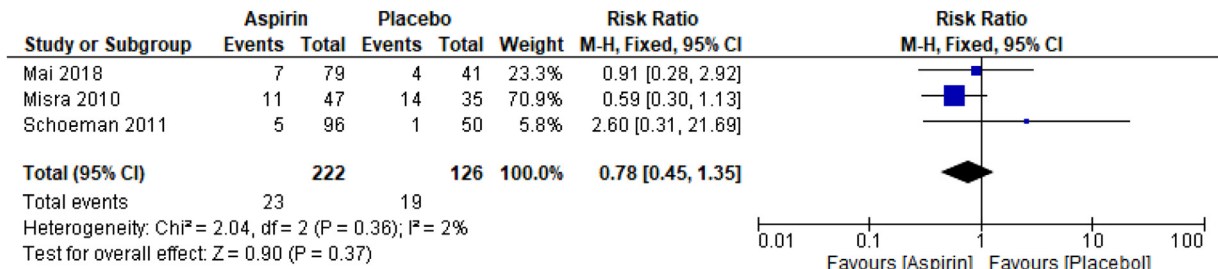 Aspirin Placebo Risk Ratio Risk Ratio
Study or Subgroup Events Total Events Total Weight M-H, Fixed, 95% CI M-H, Fixed, 95% CI
Mai 2018 7 79 4 41 23.3% 0.91 [0.28, 2.92]
Misra 2010 11 47 14 35 70.9% 0.59 [0.30, 1.13]
Schoeman 2011 5 96 1 50 5.8% 2.60 [0.31, 21.69]
Total (95% CI) 222 126 100.0% 0.78 [0.45, 1.35]
Total events 23 19
Heterogeneity: Chi² = 2.04, df = 2 (P = 0.36); I² = 2%
Test for overall effect: Z = 0.90 (P = 0.37)
0.01 0.1 1 10 100
Favours [Aspirin] Favours [Placebo]